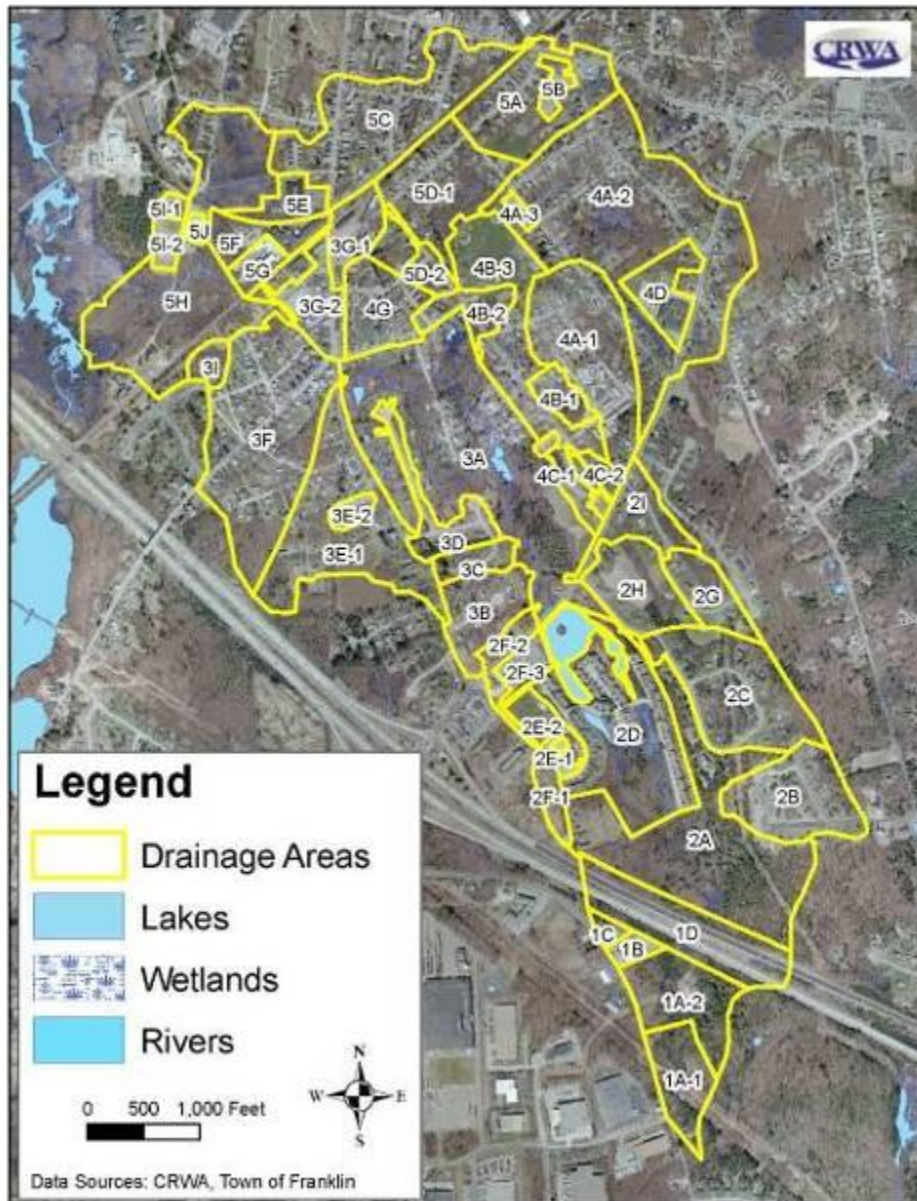 CRWA
5B
5A
5C
5D-1
4A-2
5E
5I-1
4A-3
5J
5F
3G-1
5I-2
5G
5D-2
4B-3
4D
5H
3G-2
4G
4B-2
4A-1
3I
4B-1
3F
3A
4C-1
4C-2
2I
3E-2
3D
3E-1
3C
2H
2G
3B
2F-2
2F-3
2C
2E-2
2D
2E-1
2F-1
2B
2A
1D
1C
1B
1A-2
1A-1
Legend
Drainage Areas
Lakes
Wetlands
Rivers
N
W E
S
0 500 1,000 Feet
Data Sources: CRWA, Town of Franklin